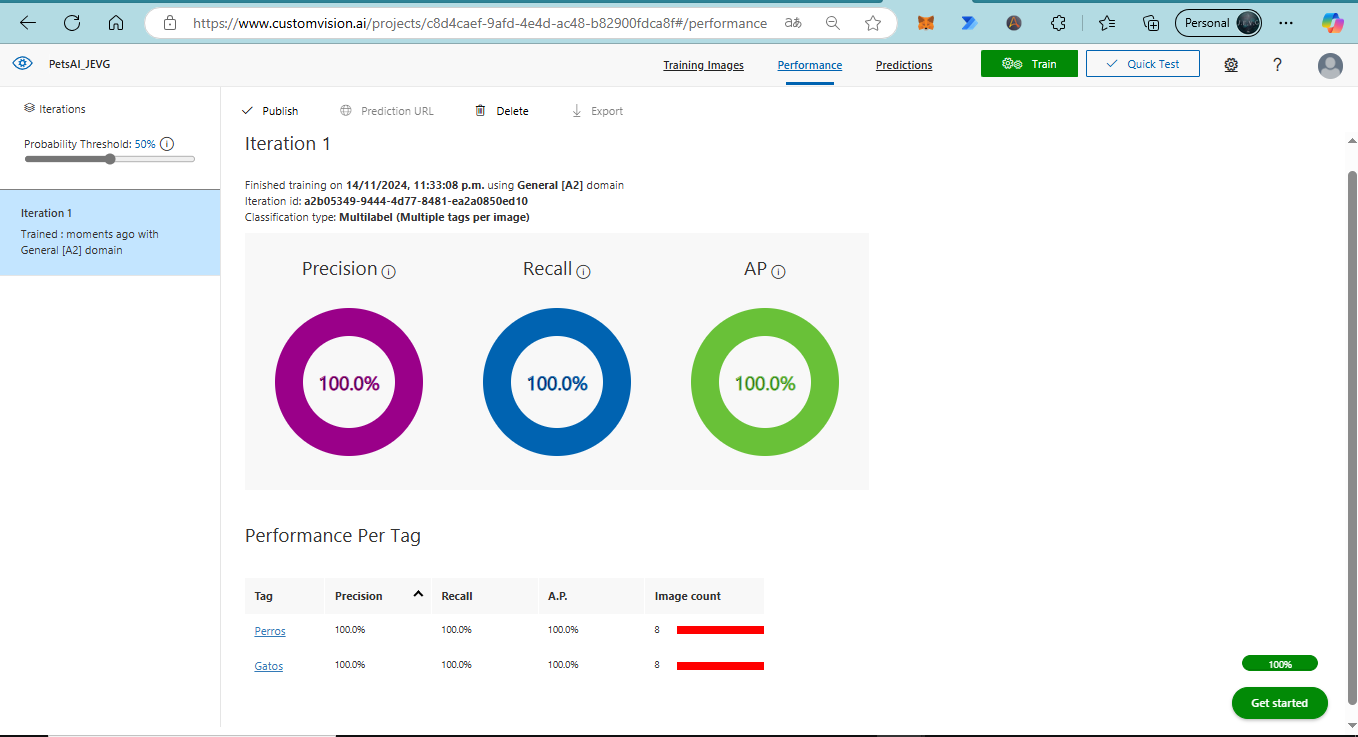 https://www.customvision.ai/projects/c8d4caef-9afd-4e4d-ac48-b82900fdca8f#/performance
Personal
PetsAI_JEVG
Training Images
Performance
Predictions
Train
Quick Test
?
Iterations
Probability Threshold: 50%
Iteration 1
Trained : moments ago with
General [A2] domain
Publish
Prediction URL
Delete
Export
Iteration 1
Finished training on 14/11/2024, 11:33:08 p.m. using General [A2] domain
Iteration id: a2b05349-9444-4d77-8481-ea2a0850ed10
Classification type: Multilabel (Multiple tags per image)
Precision
Recall
AP
100.0%
100.0%
100.0%
Performance Per Tag
Tag Precision Recall A.P. Image count
Perros 100.0% 100.0% 100.0% 8
Gatos 100.0% 100.0% 100.0% 8
100%
Get started